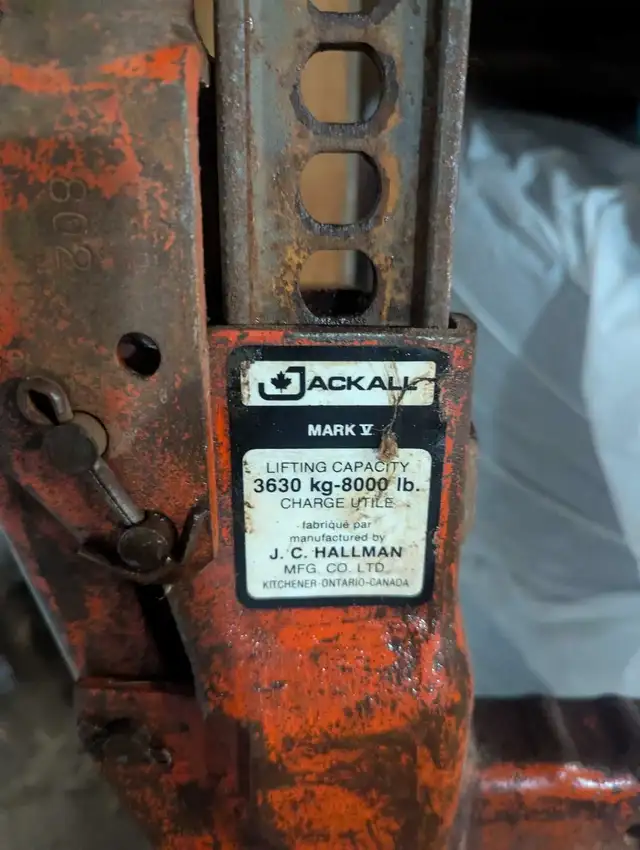 802
JACKALL
MARK V
LIFTING CAPACITY
3630 kg-8000 lb.
CHARGE UTILE
fabriqué par
manufactured by
J. C. HALLMAN
MFG. CO. LTD.
KITCHENER-ONTARIO-CANADA